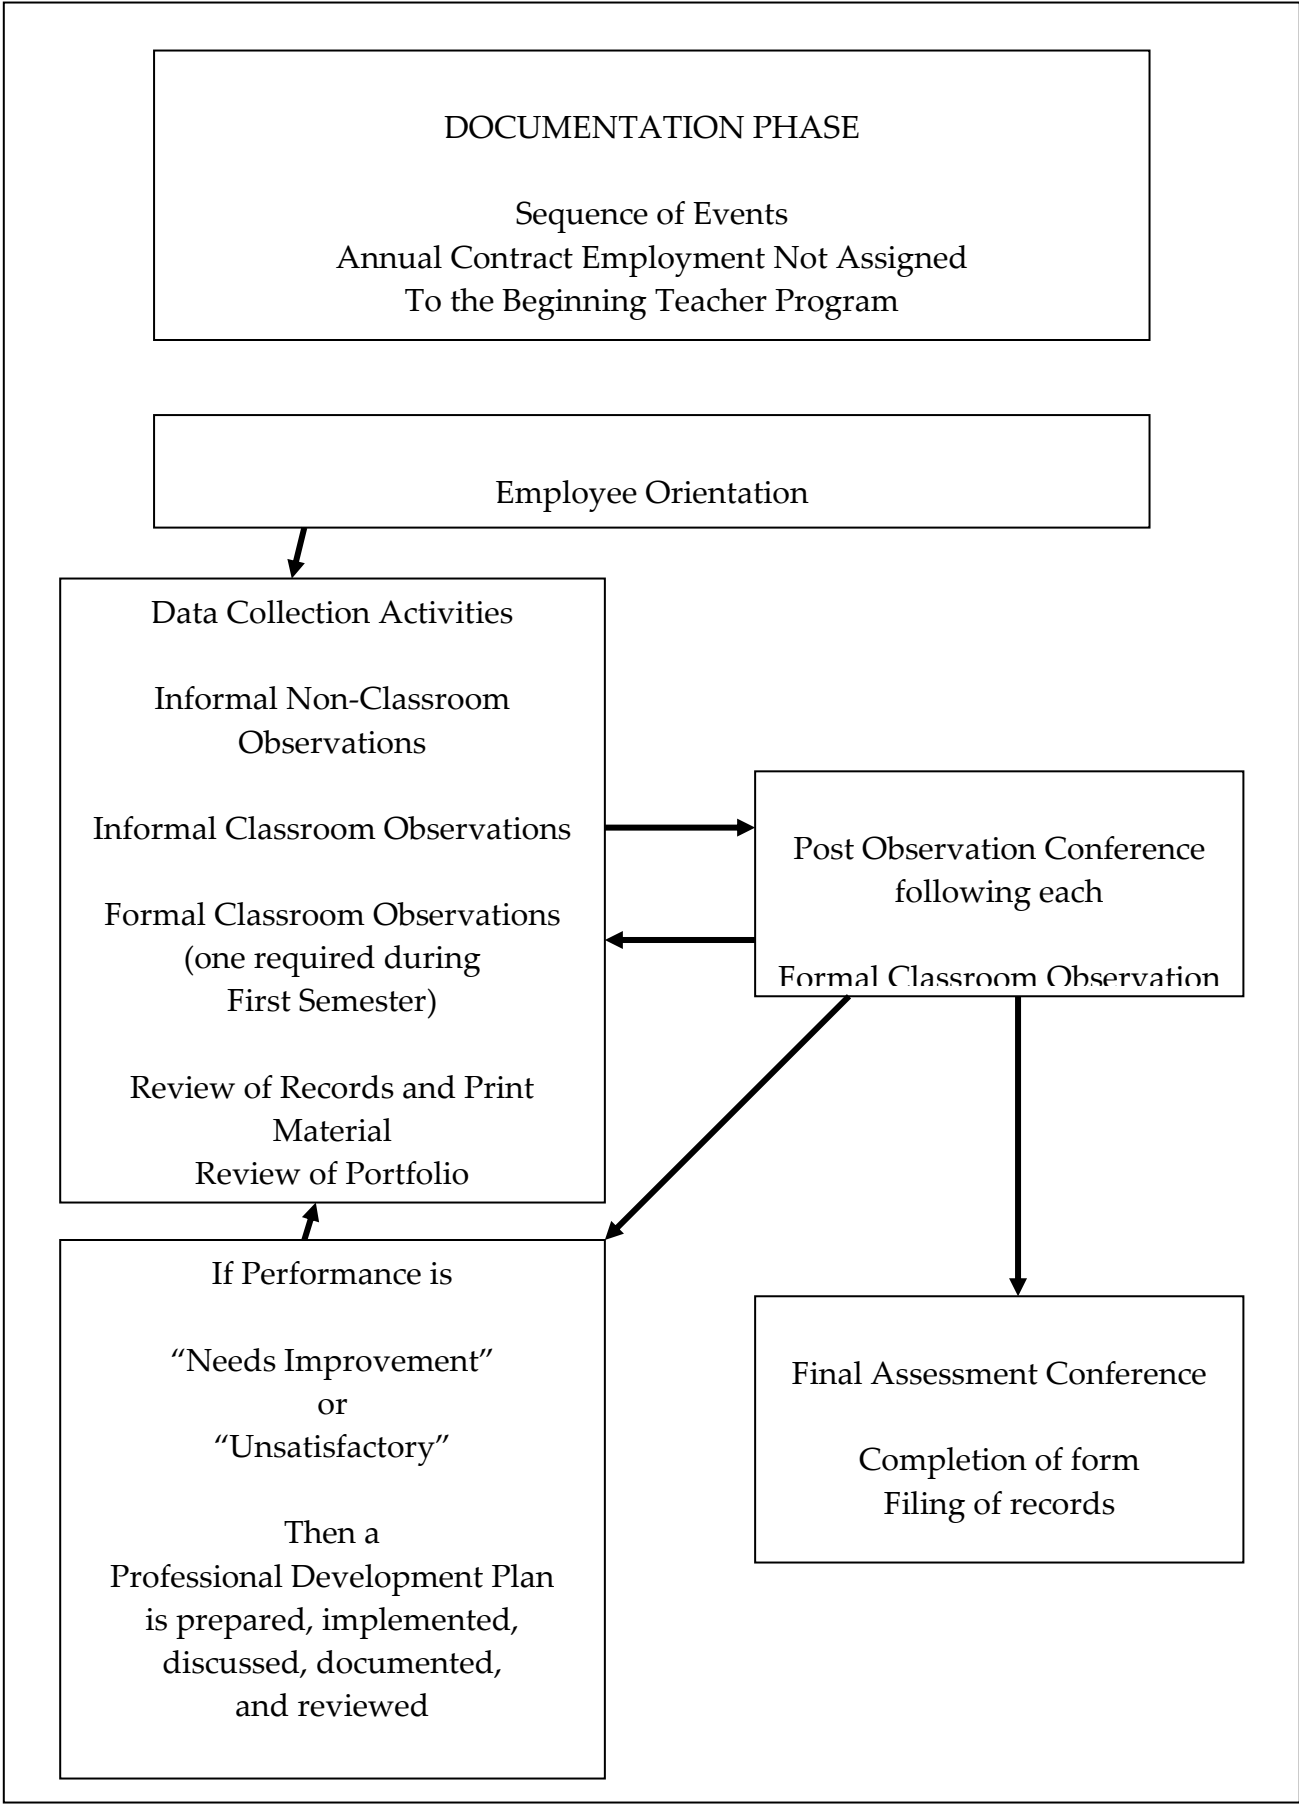 DOCUMENTATION PHASE
Sequence of Events
Annual Contract Employment Not Assigned
To the Beginning Teacher Program
Employee Orientation
Data Collection Activities
Informal Non-Classroom
Observations
Informal Classroom Observations
Formal Classroom Observations
(one required during
First Semester)
Review of Records and Print
Material
Review of Portfolio
Post Observation Conference
following each
Formal Classroom Observation
If Performance is
“Needs Improvement”
or
“Unsatisfactory”
Then a
Professional Development Plan
is prepared, implemented,
discussed, documented,
and reviewed
Final Assessment Conference
Completion of form
Filing of records